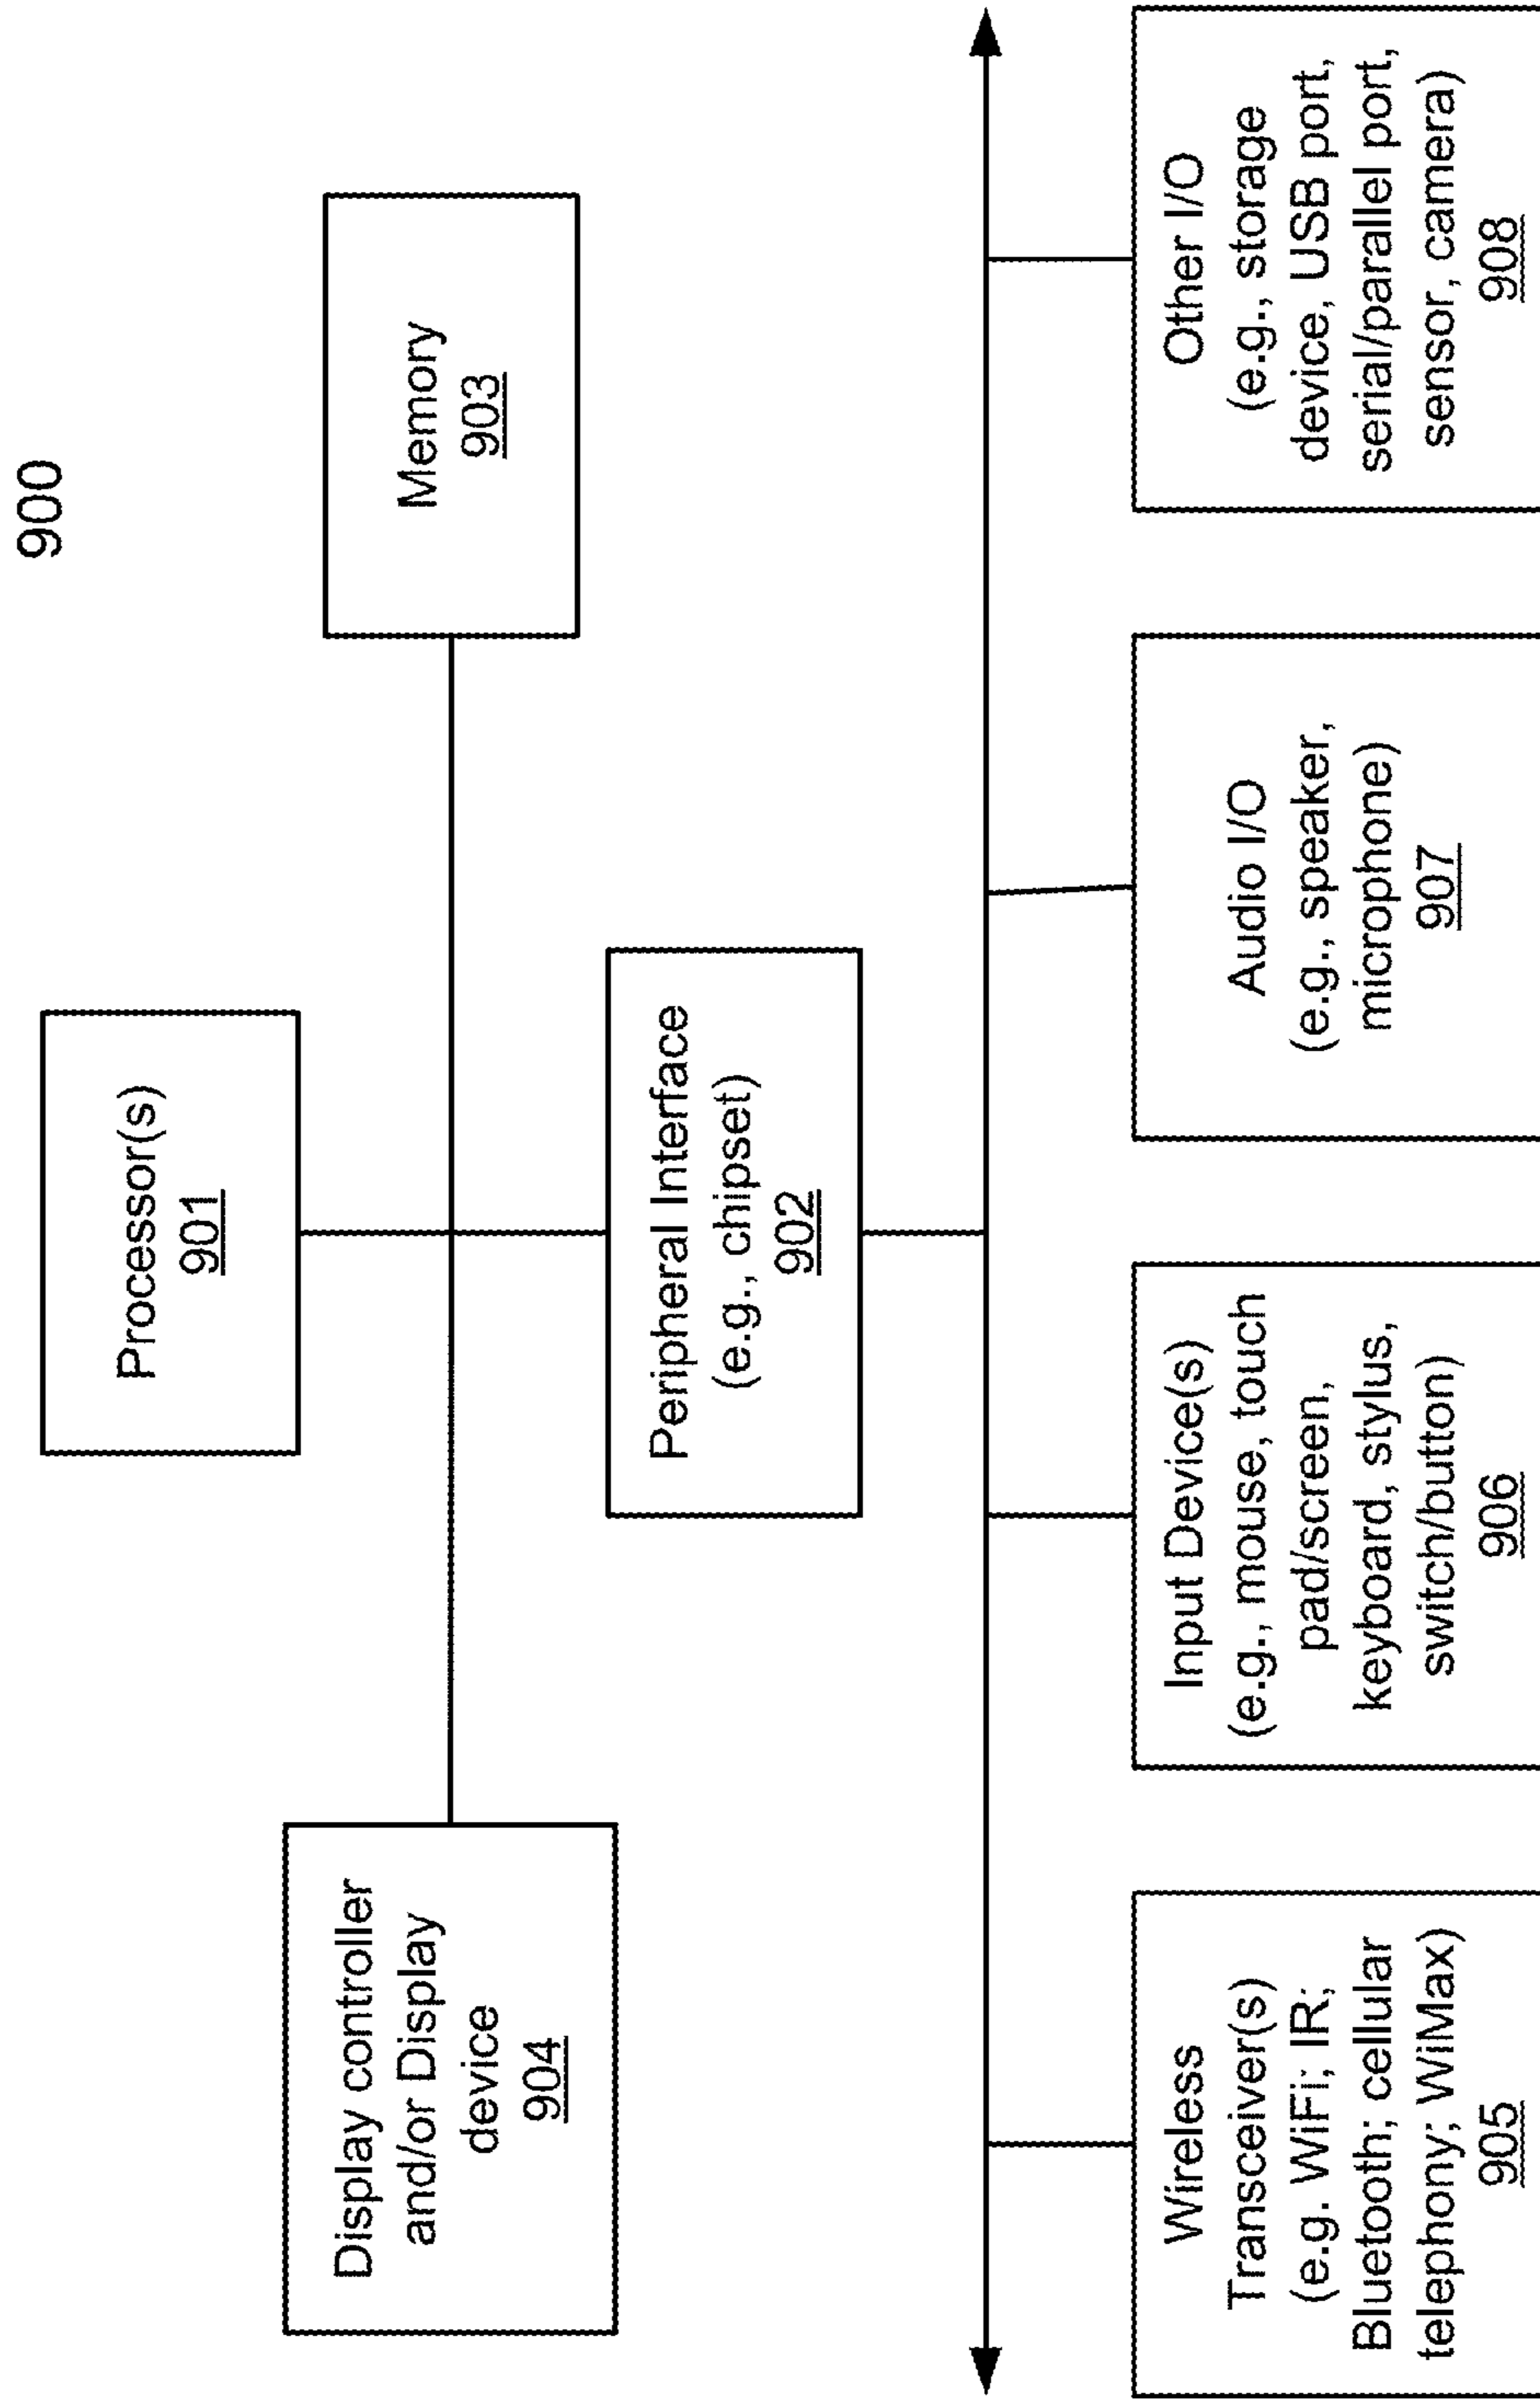 900
Processor(s)
901
Display controller
and/or Display
device
904
Memory
903
Peripheral Interface
(e.g., chipset)
902
Wireless
Transceiver(s)
(e.g. WiFi; IR;
Bluetooth; cellular
telephony; WiMax)
905
Input Device(s)
(e.g., mouse, touch
pad/screen,
keyboard, stylus,
switch/button)
906
Audio I/O
(e.g., speaker,
microphone)
907
Other I/O
(e.g., storage
device, USB port,
serial/parallel port,
sensor, camera)
908